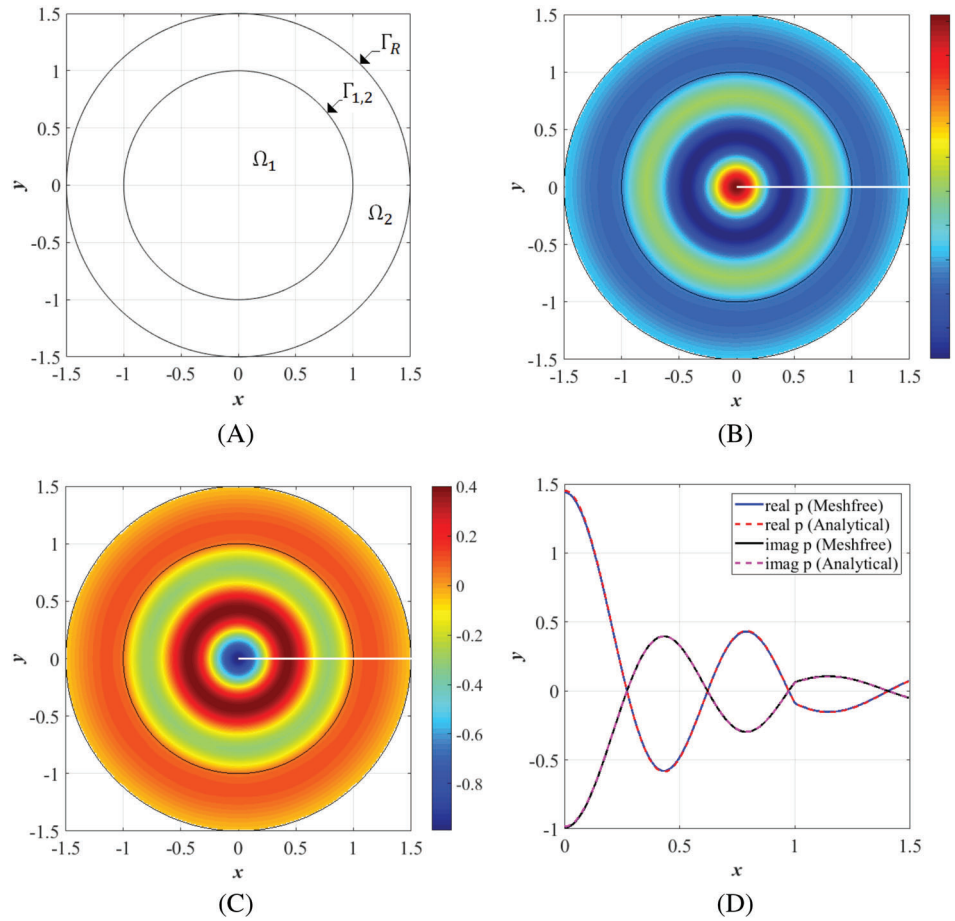 1.5
1
0.5
0
-0.5
-1
-1.5
y
Γ_R
Γ_{1,2}
Ω_1
Ω_2
-1.5 -1 -0.5 0 0.5 1 1.5
x
(A)
1.5
1
0.5
0
-0.5
-1
-1.5
y
-1.5 -1 -0.5 0 0.5 1 1.5
x
(B)
1.5
1
0.5
0
-0.5
-1
-1.5
y
-1.5 -1 -0.5 0 0.5 1 1.5
x
0.4
0.2
0
-0.2
-0.4
-0.6
-0.8
(C)
1.5
1
0.5
0
-0.5
-1
y
real p (Meshfree)
real p (Analytical)
imag p (Meshfree)
imag p (Analytical)
0 0.5 1 1.5
x
(D)